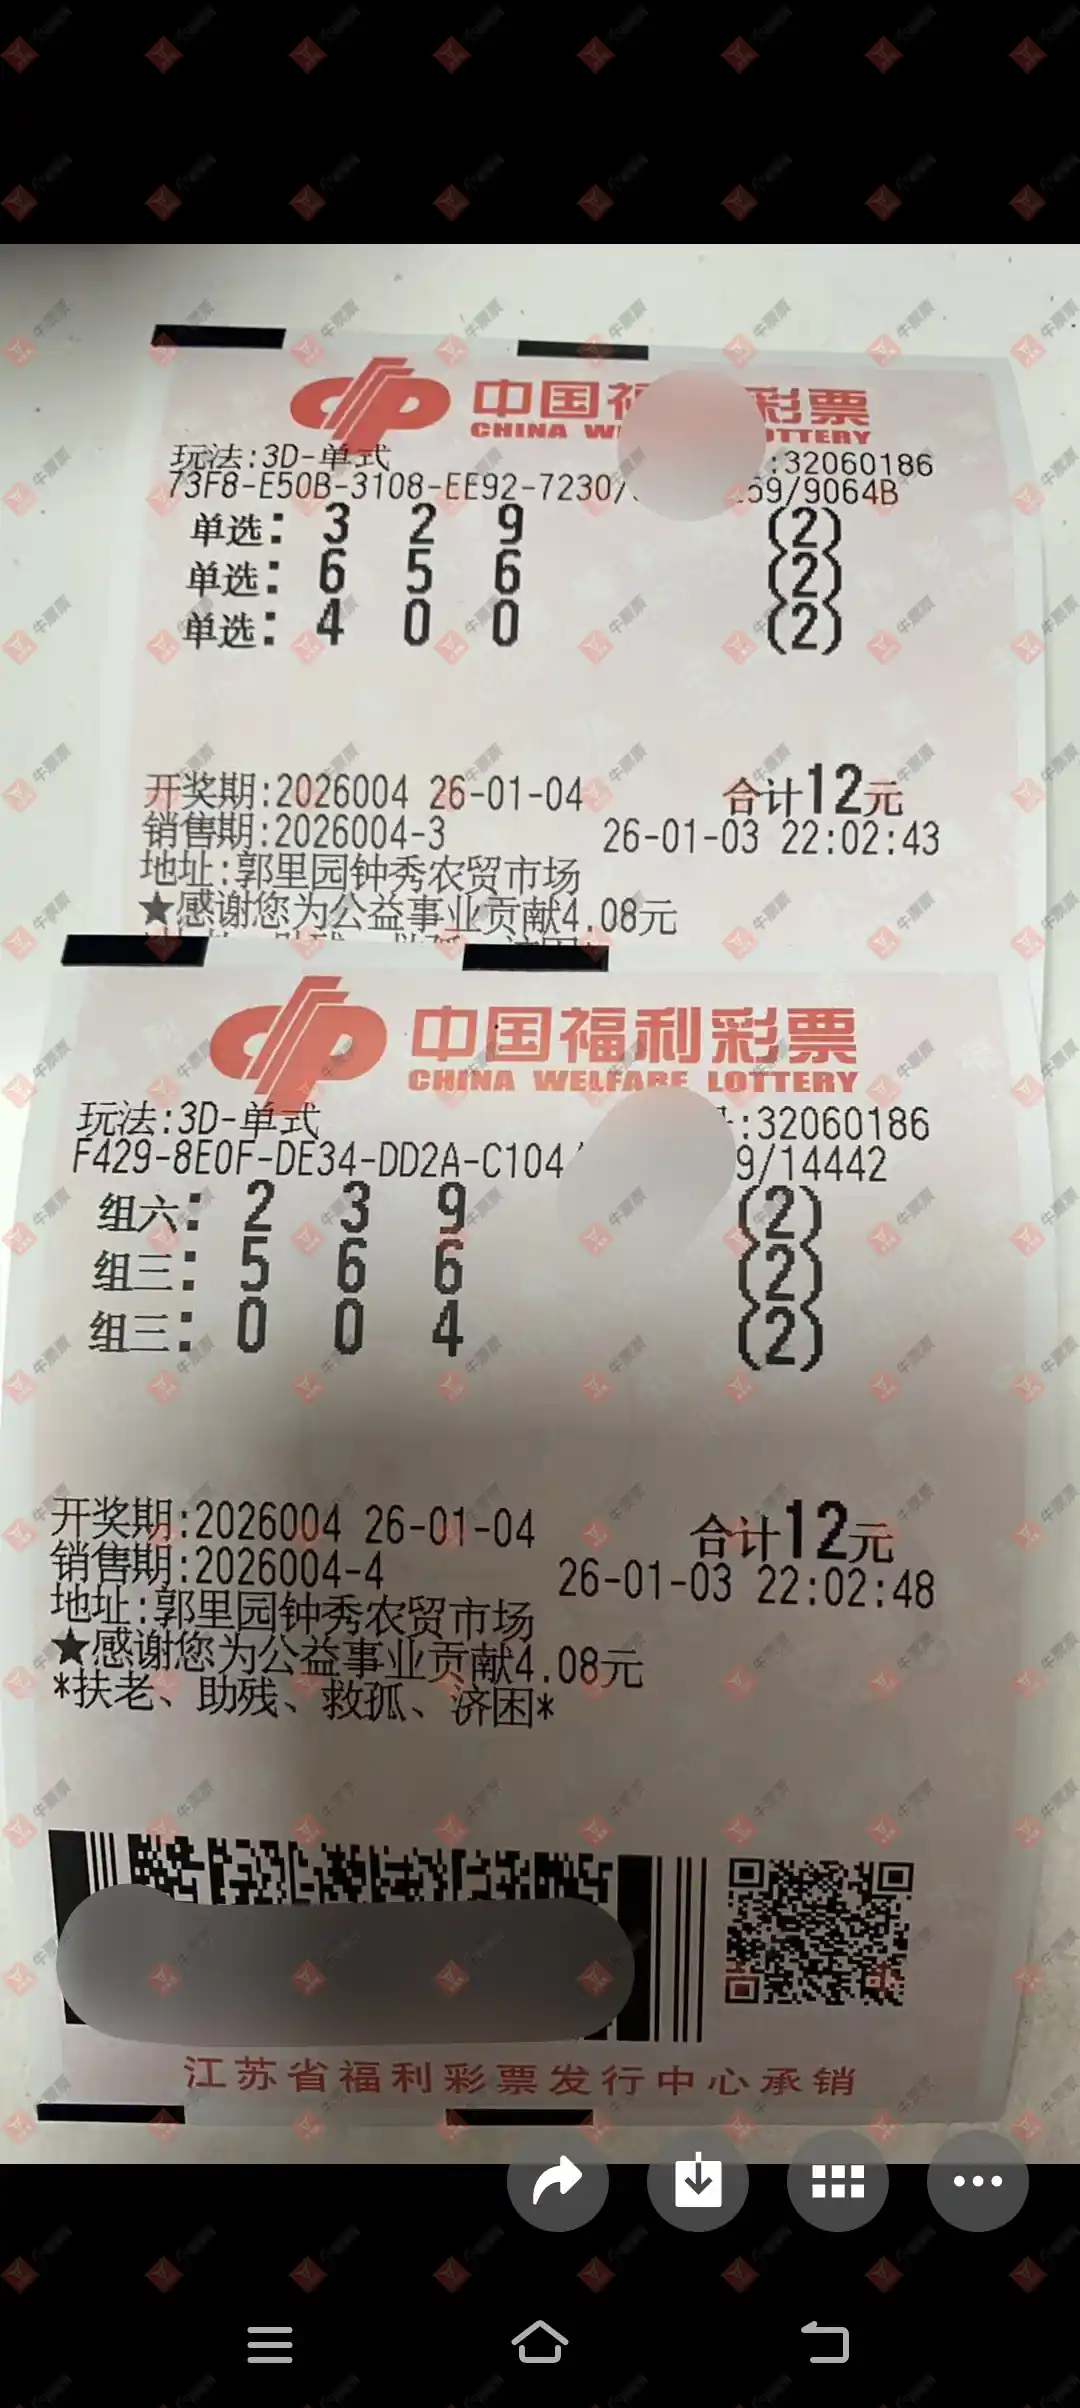 中国福 彩票
CHINA W OTTERY
玩法:3D-单式 :32060186
73F8-E50B-3108-EE92-7230/ 59/9064B
单选: 3 2 9 (2)
单选: 6 5 6 (2)
单选: 4 0 0 (2)
开奖期:2026004 26-01-04 合计12元
销售期:2026004-3 26-01-03 22:02:43
地址:郭里园钟秀农贸市场
★感谢您为公益事业贡献4.08元
中国福利彩票
CHINA WELFARE LOTTERY
玩法:3D-单式 :32060186
F429-8E0F-DE34-DD2A-C104 9/14442
组六: 2 3 9 (2)
组三: 5 6 6 (2)
组三: 0 0 4 (2)
开奖期:2026004 26-01-04 合计12元
销售期:2026004-4 26-01-03 22:02:48
地址:郭里园钟秀农贸市场
★感谢您为公益事业贡献4.08元
*扶老、助残、救孤、济困*
江苏省福利彩票发行中心承销
牛票票